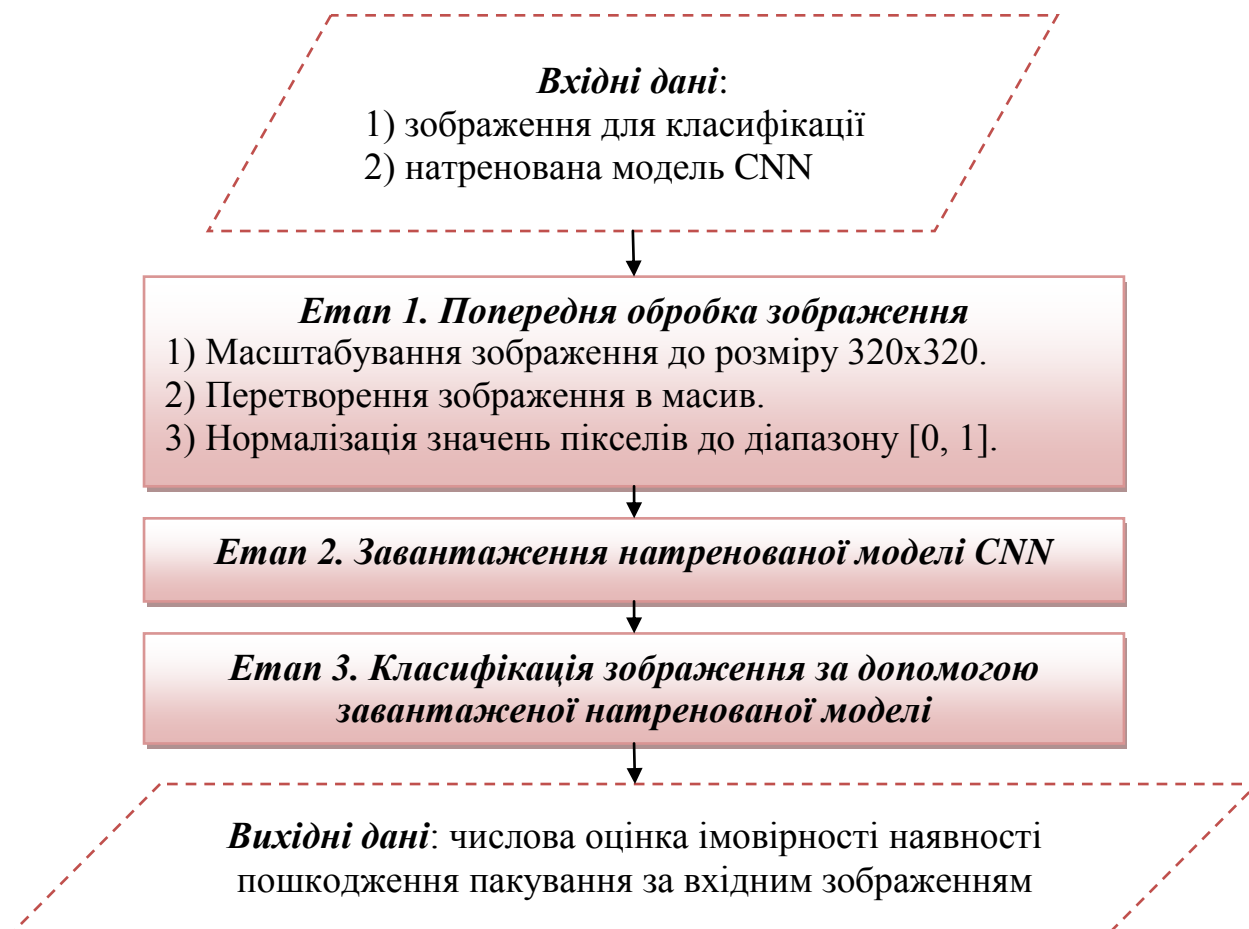 Вхідні дані:
1) зображення для класифікації
2) натренована модель CNN
Етап 1. Попередня обробка зображення
1) Масштабування зображення до розміру 320x320.
2) Перетворення зображення в масив.
3) Нормалізація значень пікселів до діапазону [0, 1].
Етап 2. Завантаження натренованої моделі CNN
Етап 3. Класифікація зображення за допомогою
завантаженої натренованої моделі
Вихідні дані: числова оцінка імовірності наявності
пошкодження пакування за вхідним зображенням